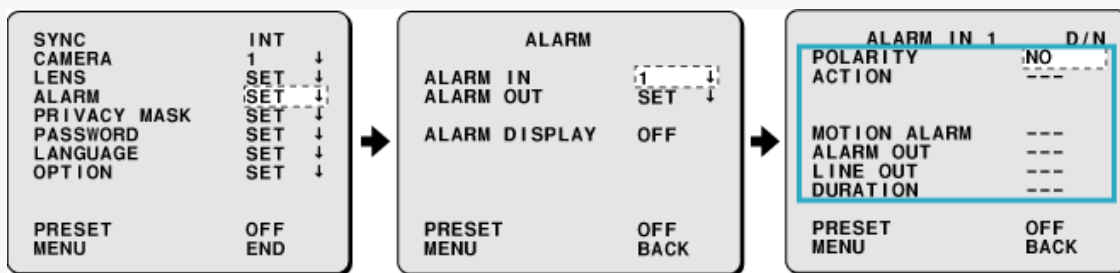 SYNC INT
CAMERA 1 ↓
LENS SET ↓
ALARM SET ↓
PRIVACY MASK SET ↓
PASSWORD SET ↓
LANGUAGE SET ↓
OPTION SET ↓
PRESET OFF
MENU END
ALARM
ALARM IN 1 ↓
ALARM OUT SET ↓
ALARM DISPLAY OFF
PRESET OFF
MENU BACK
ALARM IN 1 D/N
POLARITY NO
ACTION ---
MOTION ALARM ---
ALARM OUT ---
LINE OUT ---
DURATION ---
PRESET OFF
MENU BACK